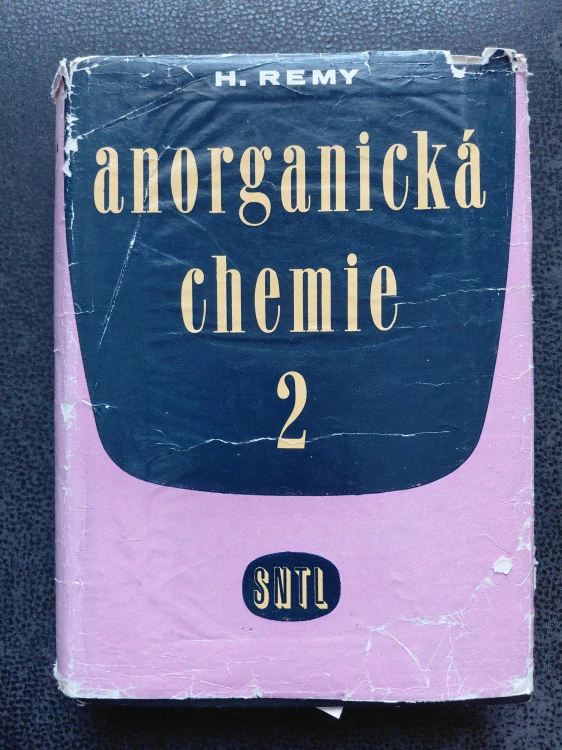 H. REMY
anorganická
chemie
2
SNTL